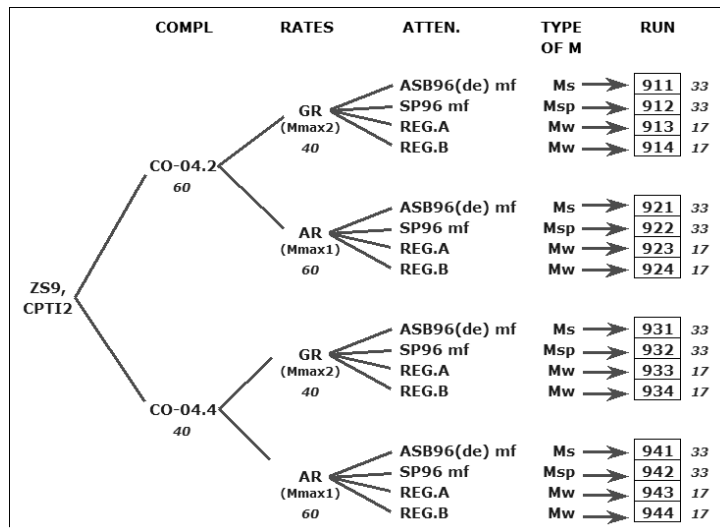 COMPL RATES ATTEN. TYPE OF M RUN
ASB96(de) mf Ms 911 33
GR SP96 mf Msp 912 33
(Mmax2) REG.A Mw 913 17
40 REG.B Mw 914 17
CO-04.2
60
ASB96(de) mf Ms 921 33
AR SP96 mf Msp 922 33
(Mmax1) REG.A Mw 923 17
60 REG.B Mw 924 17
ZS9,
CPTI2
ASB96(de) mf Ms 931 33
GR SP96 mf Msp 932 33
(Mmax2) REG.A Mw 933 17
40 REG.B Mw 934 17
CO-04.4
40
ASB96(de) mf Ms 941 33
AR SP96 mf Msp 942 33
(Mmax1) REG.A Mw 943 17
60 REG.B Mw 944 17